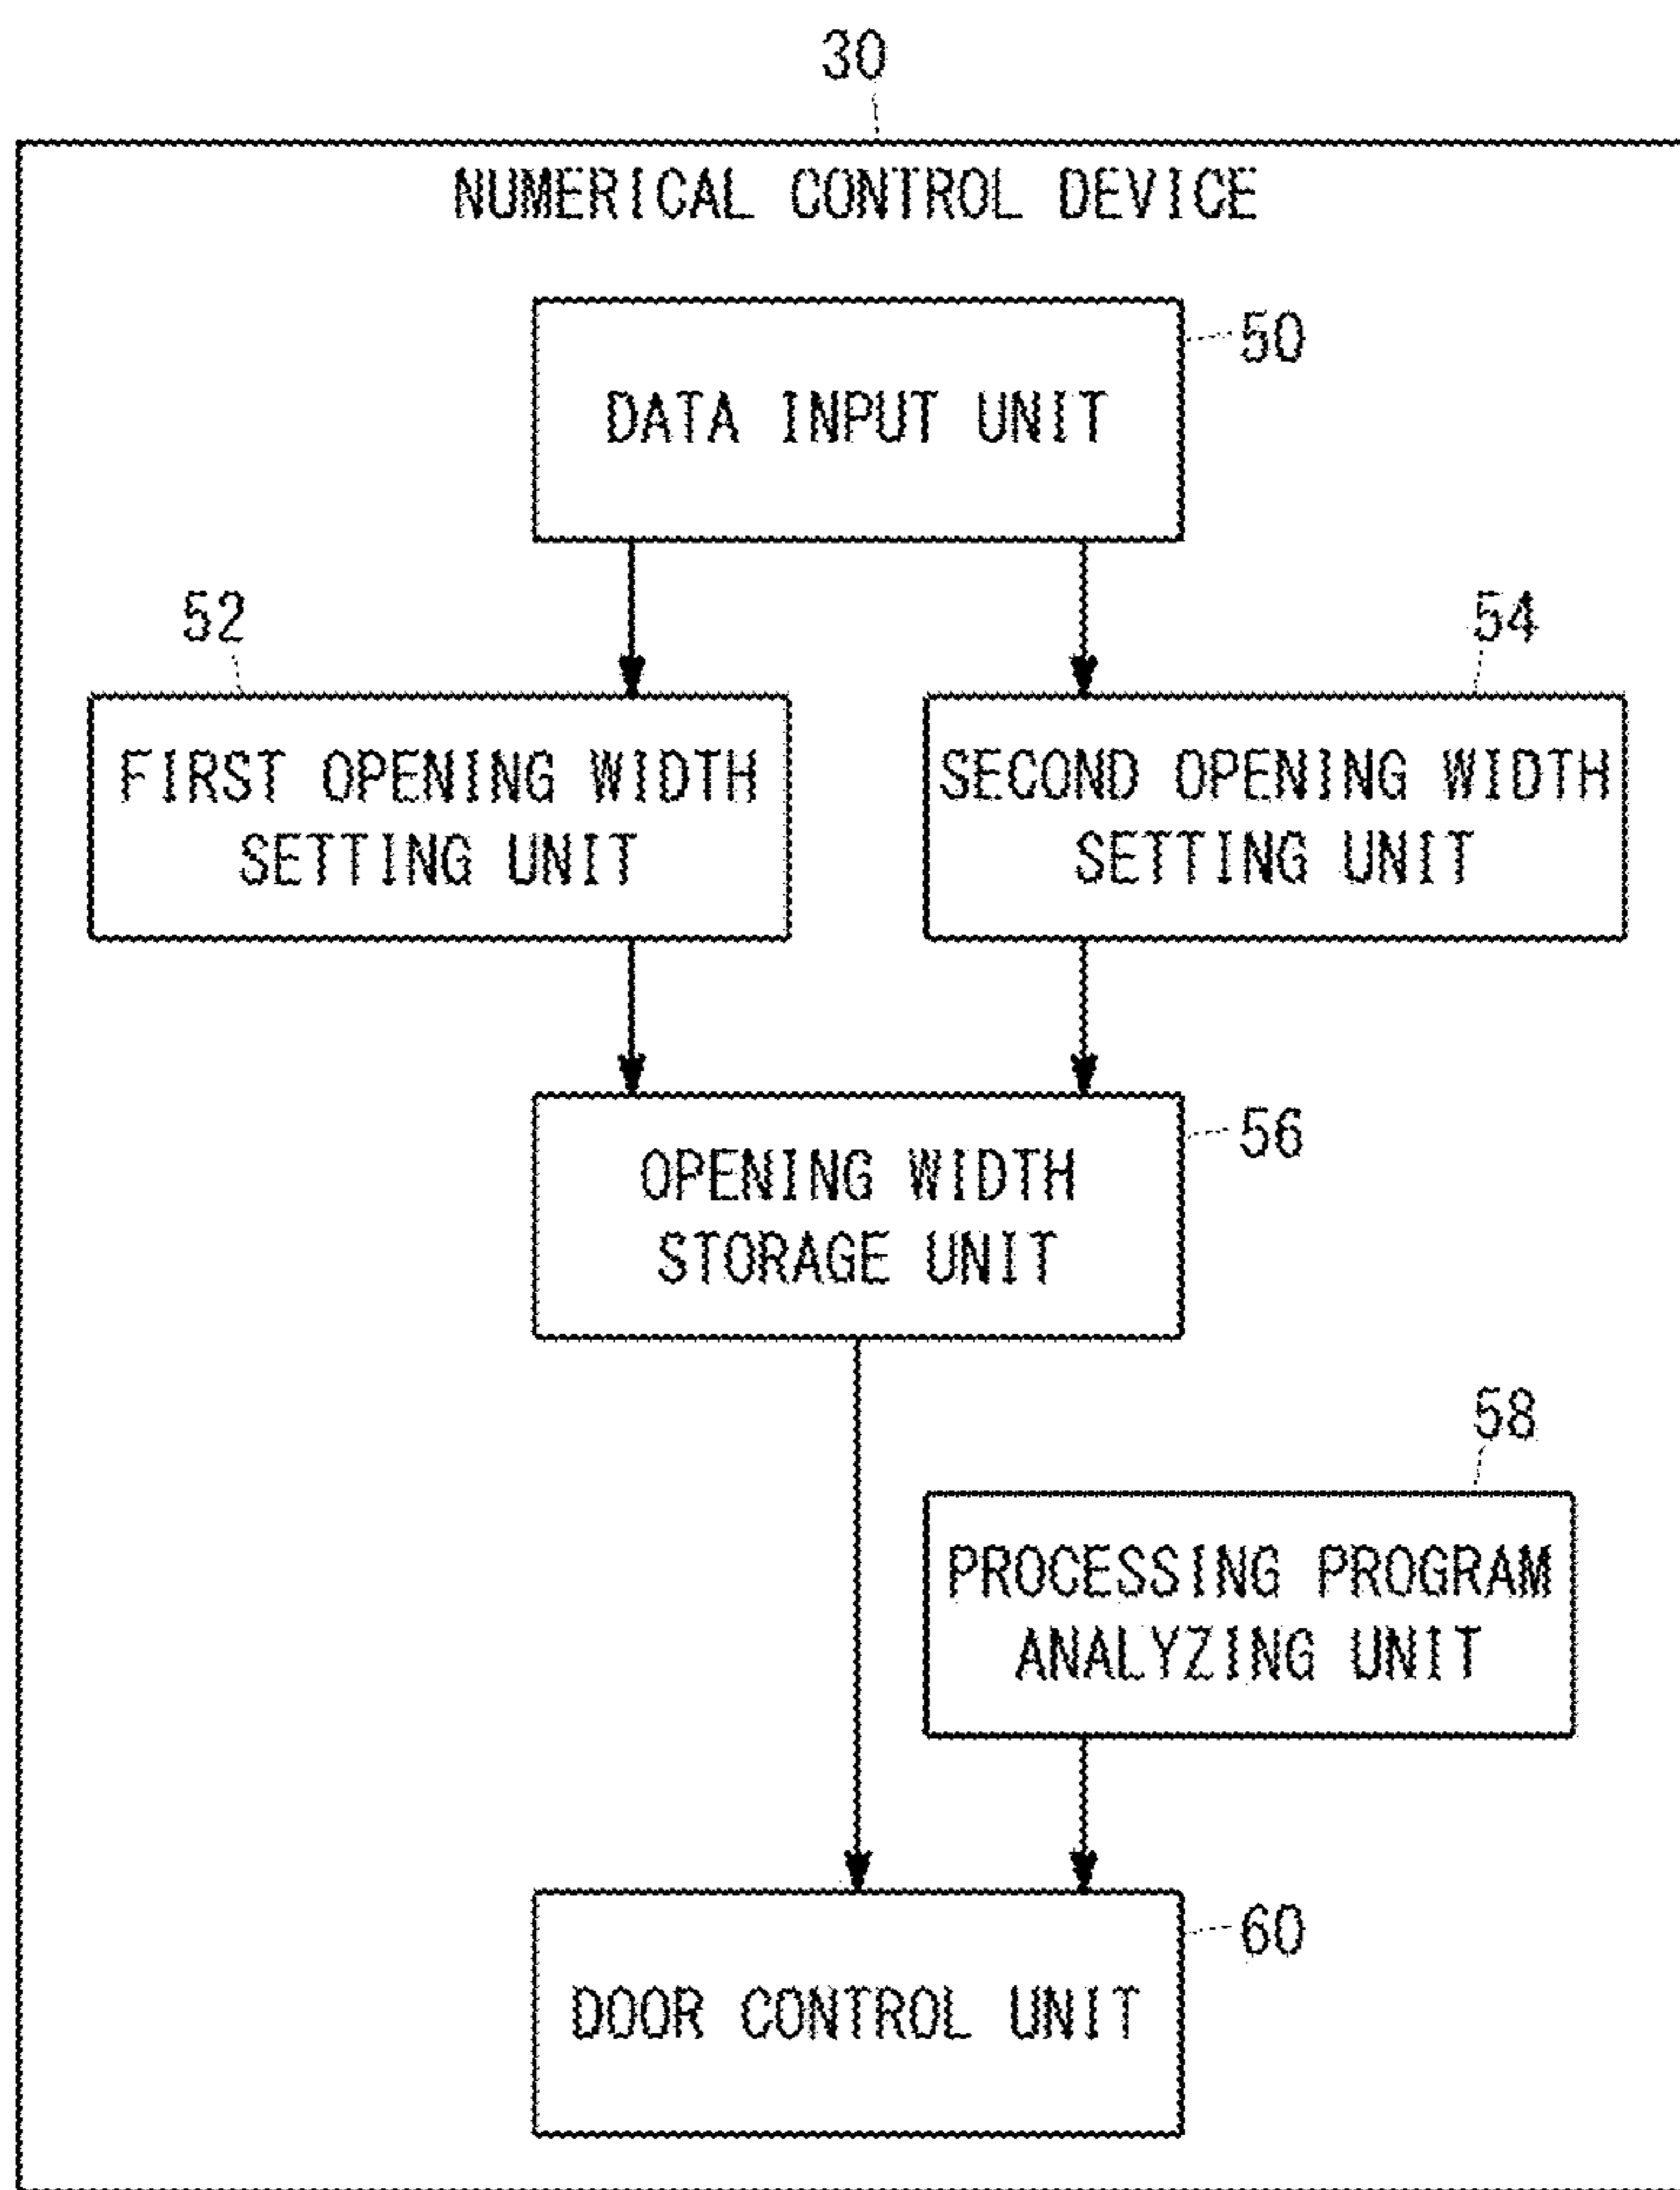 30
NUMERICAL CONTROL DEVICE
50
DATA INPUT UNIT
52
54
FIRST OPENING WIDTH
SETTING UNIT
SECOND OPENING WIDTH
SETTING UNIT
56
OPENING WIDTH
STORAGE UNIT
58
PROCESSING PROGRAM
ANALYZING UNIT
60
DOOR CONTROL UNIT